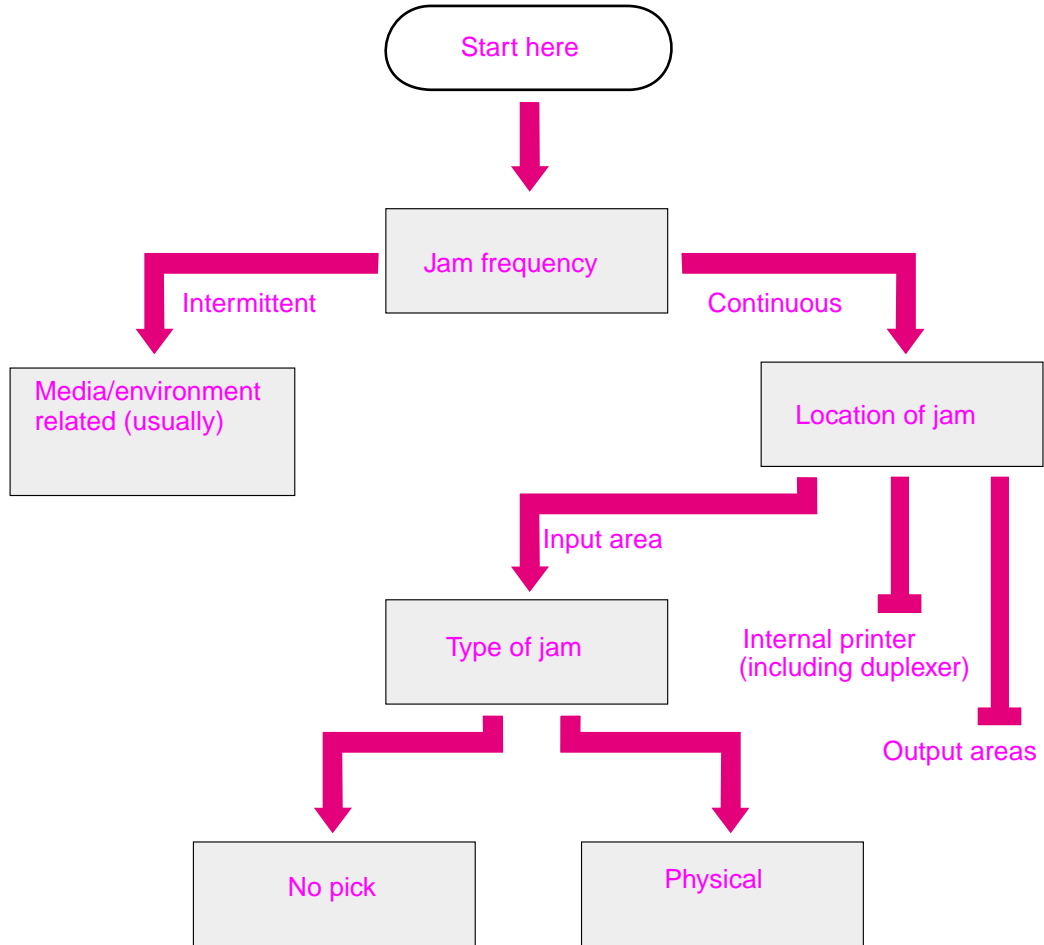 Start here
Jam frequency
Intermittent
Continuous
Media/environment
related (usually)
Location of jam
Input area
Type of jam
Internal printer
(including duplexer)
Output areas
No pick
Physical